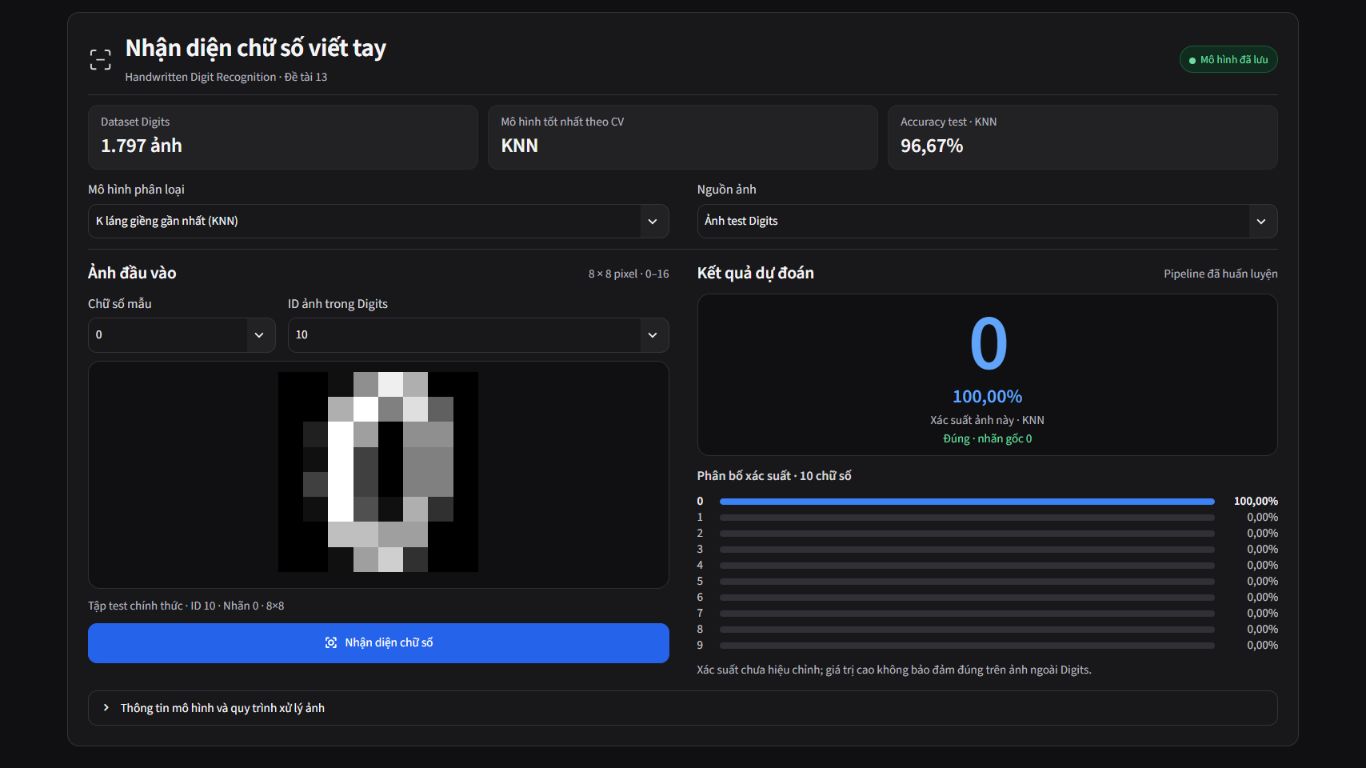 Nhận diện chữ số viết tay
Handwritten Digit Recognition · Đề tài 13
Mô hình đã lưu
Dataset Digits
1.797 ảnh
Mô hình tốt nhất theo CV
KNN
Accuracy test · KNN
96,67%
Mô hình phân loại
K láng giềng gần nhất (KNN)
Nguồn ảnh
Ảnh test Digits
Ảnh đầu vào
8 × 8 pixel · 0–16
Chữ số mẫu
0
ID ảnh trong Digits
10
Tập test chính thức · ID 10 · Nhãn 0 · 8×8
Nhận diện chữ số
Kết quả dự đoán
Pipeline đã huấn luyện
0
100,00%
Xác suất ảnh này · KNN
Đúng · nhãn gốc 0
Phân bố xác suất · 10 chữ số
0 100,00%
1 0,00%
2 0,00%
3 0,00%
4 0,00%
5 0,00%
6 0,00%
7 0,00%
8 0,00%
9 0,00%
Xác suất chưa hiệu chỉnh; giá trị cao không bảo đảm đúng trên ảnh ngoài Digits.
Thông tin mô hình và quy trình xử lý ảnh